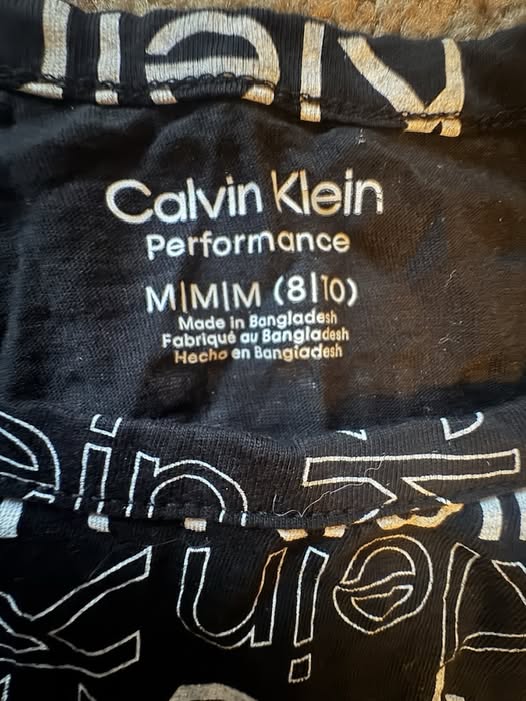 Calvin Klein
Performance
M|M|M (8|10)
Made in Bangladesh
Fabriqué au Bangladesh
Hecho en Bangladesh